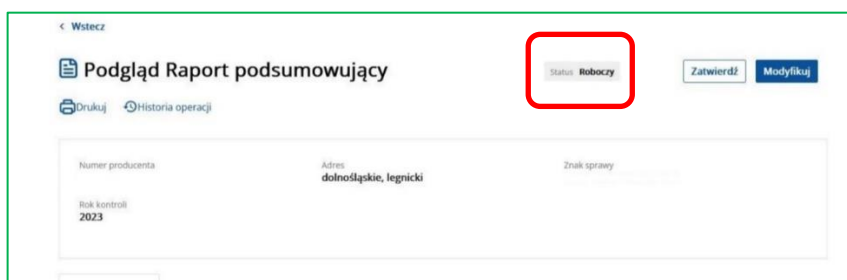 < Wstecz
Podgląd Raport podsumowujący
Status Roboczy
Zatwierdź
Modyfikuj
Drukuj
Historia operacji
Numer producenta
Adres
Znak sprawy
dolnośląskie, legnicki
Rok kontroli
2023